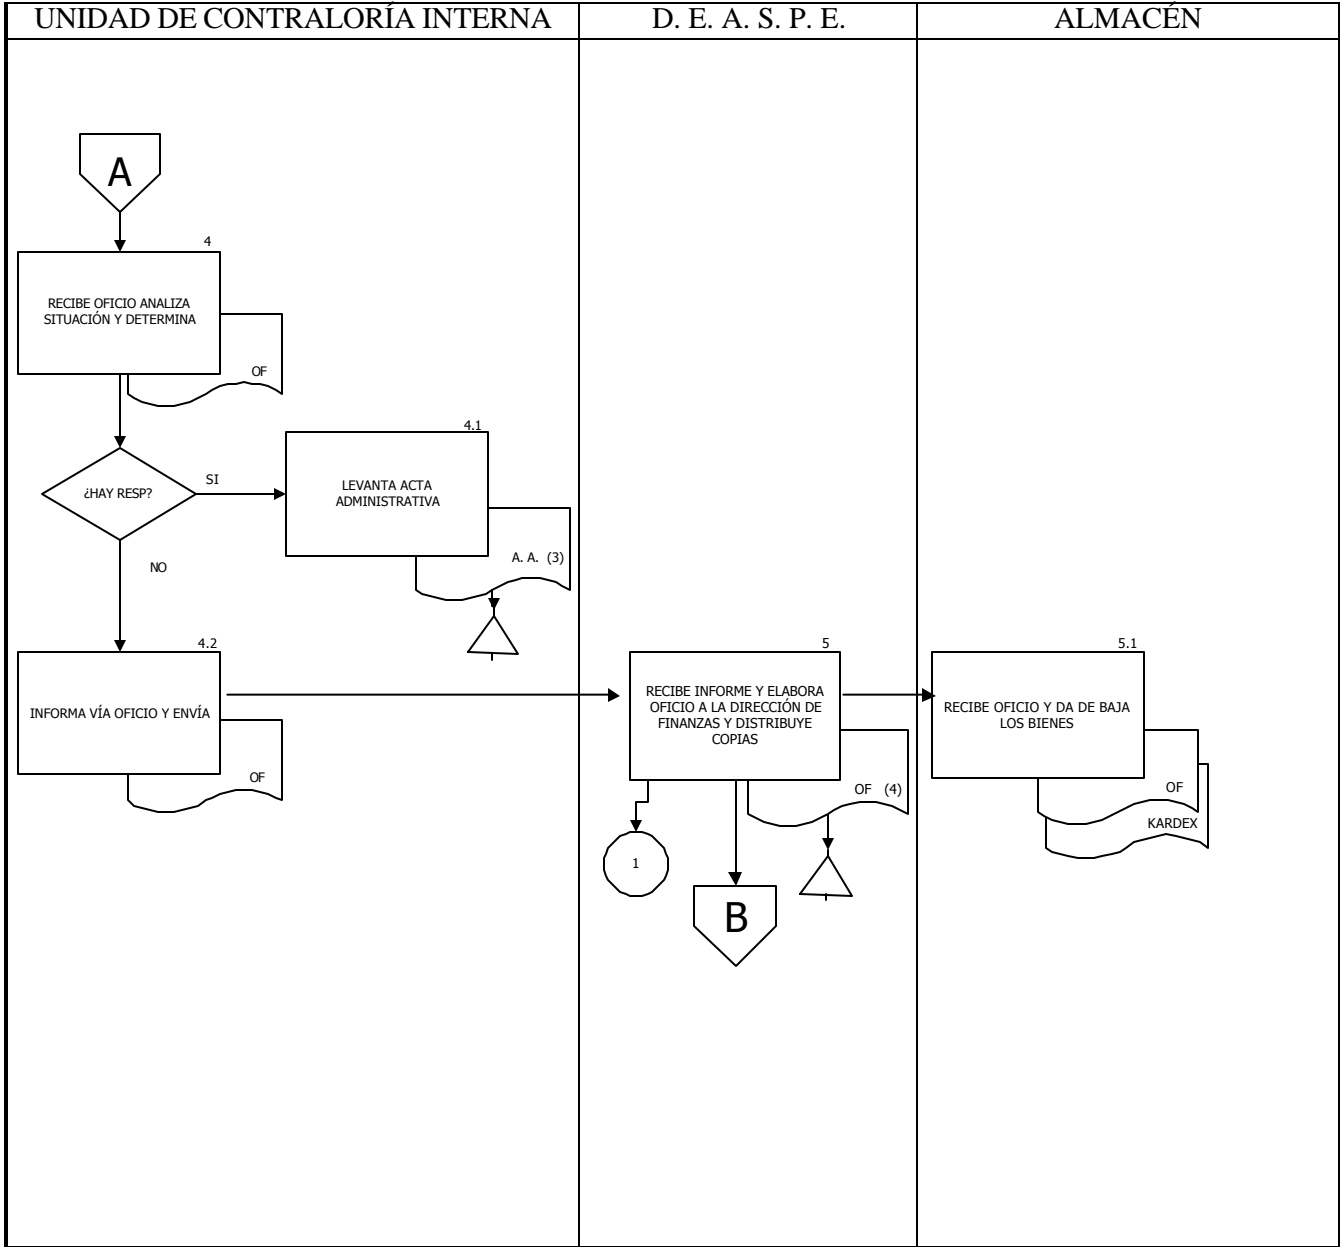 UNIDAD DE CONTRALORÍA INTERNA
D. E. A. S. P. E.
ALMACÉN
A
4
RECIBE OFICIO ANALIZA
SITUACIÓN Y DETERMINA
OF
¿HAY RESP?
SI
NO
4.1
LEVANTA ACTA
ADMINISTRATIVA
A. A. (3)
4.2
INFORMA VÍA OFICIO Y ENVÍA
OF
5
RECIBE INFORME Y ELABORA
OFICIO A LA DIRECCIÓN DE
FINANZAS Y DISTRIBUYE
COPIAS
OF (4)
1
B
5.1
RECIBE OFICIO Y DA DE BAJA
LOS BIENES
OF
KARDEX